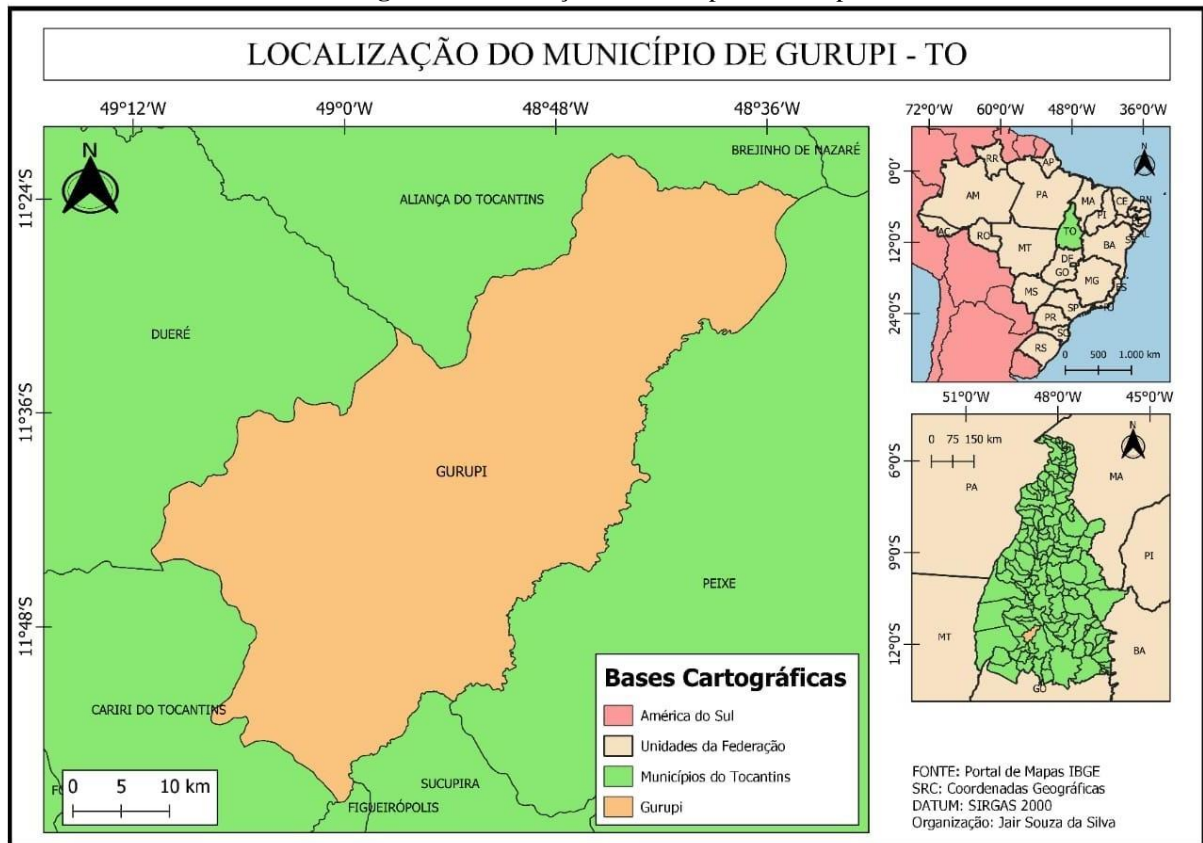 LOCALIZAÇÃO DO MUNICÍPIO DE GURUPI - TO
49°12'W 49°0'W 48°48'W 48°36'W
11°24'S
11°36'S
11°48'S
N
BREJINHO DE NAZARÉ
ALIANÇA DO TOCANTINS
DUERÉ
GURUPI
PEIXE
CARIRI DO TOCANTINS
SUCUPIRA
FIGUEIRÓPOLIS
0 5 10 km
Bases Cartográficas
América do Sul
Unidades da Federação
Municípios do Tocantins
Gurupi
72°0'W 60°0'W 48°0'W 36°0'W
0°0'
12°0'S
24°0'S
N
RR AP
AM PA MA CE RN
PI
AC RO TO
MT BA SE AL
DF
GO
MG
MS ES
SP RJ
PR
SC
RS
0 500 1.000 km
51°0'W 48°0'W 45°0'W
6°0'S
9°0'S
12°0'S
0 75 150 km
N
PA MA
PI
MT BA
GO
FONTE: Portal de Mapas IBGE
SRC: Coordenadas Geográficas
DATUM: SIRGAS 2000
Organização: Jair Souza da Silva